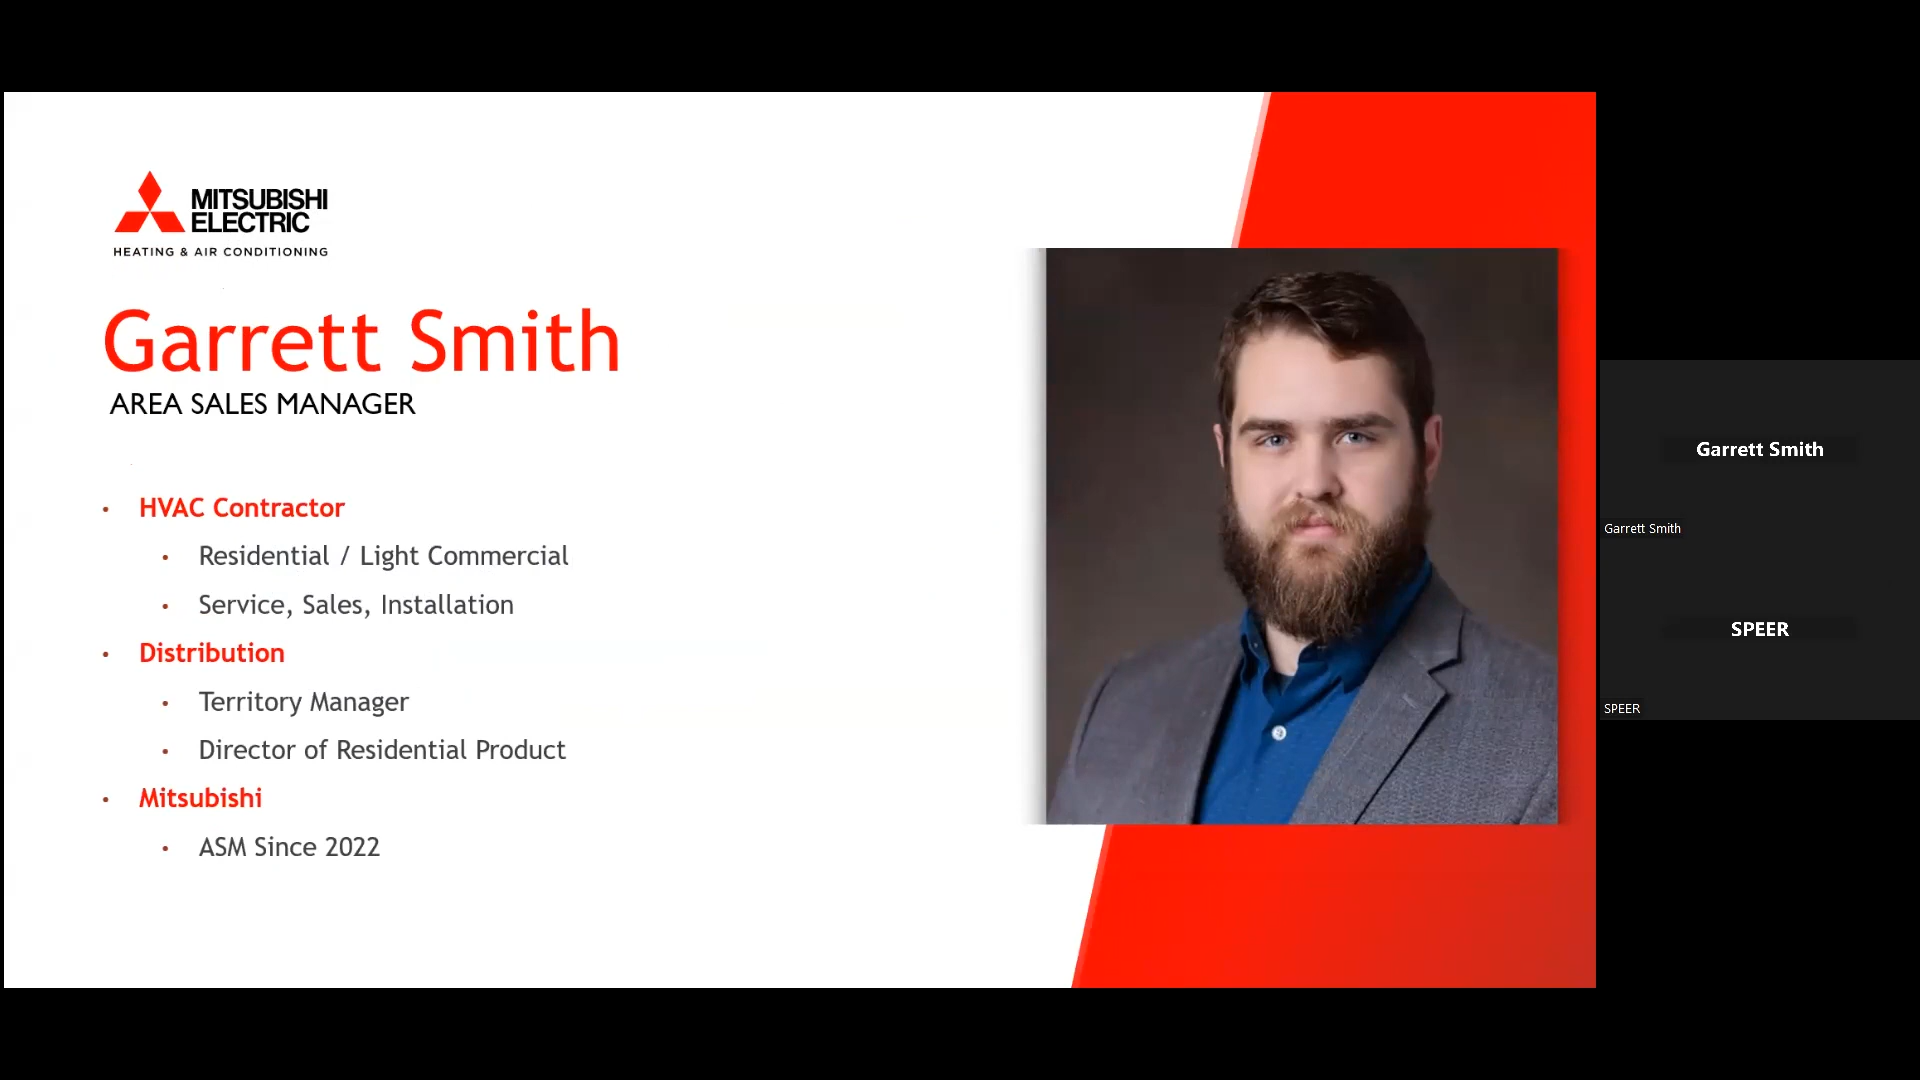 MITSUBISHI
ELECTRIC
HEATING & AIR CONDITIONING
Garrett Smith
AREA SALES MANAGER
• HVAC Contractor
• Residential / Light Commercial
• Service, Sales, Installation
• Distribution
• Territory Manager
• Director of Residential Product
• Mitsubishi
• ASM Since 2022
Garrett Smith
Garrett Smith
SPEER
SPEER